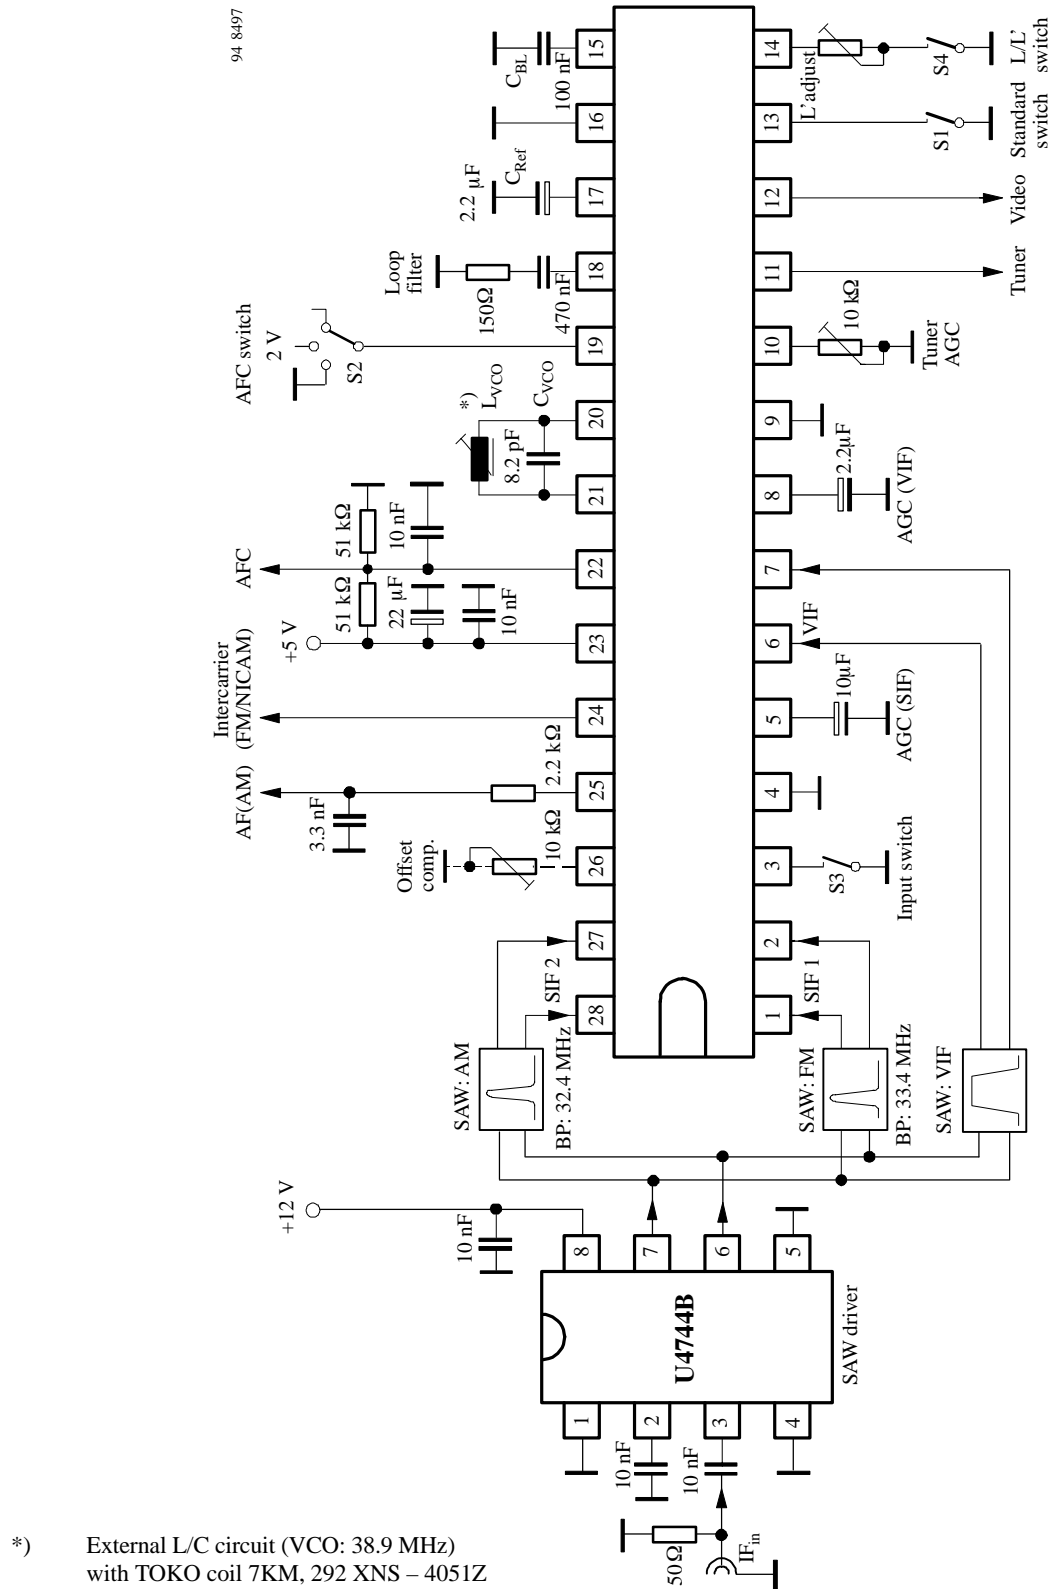 94 8497
C_BL
100 nF
15
16
2.2 µF
C_Ref
17
Loop
filter
150Ω
470 nF
18
AFC switch
2 V
S2
19
*)
L_VCO
C_VCO
8.2 pF
20
21
AFC
51 kΩ
10 nF
22
+5 V
51 kΩ
22 µF
10 nF
23
Intercarrier
(FM/NICAM)
24
AF(AM)
3.3 nF
2.2 kΩ
25
Offset
comp.
10 kΩ
26
27
SIF 2
28
14
L'adjust
S4
L/L'
switch
13
S1
Standard
switch
12
Video
11
Tuner
10
10 kΩ
Tuner
AGC
9
8
2.2µF
AGC (VIF)
7
VIF
6
5
10µF
AGC (SIF)
4
3
S3
Input switch
2
SIF 1
1
SAW: AM
BP: 32.4 MHz
SAW: FM
BP: 33.4 MHz
SAW: VIF
+12 V
10 nF
8
7
6
5
U4744B
SAW driver
1
2
3
4
10 nF
10 nF
50Ω
IF_in
*) External L/C circuit (VCO: 38.9 MHz)
with TOKO coil 7KM, 292 XNS – 4051Z